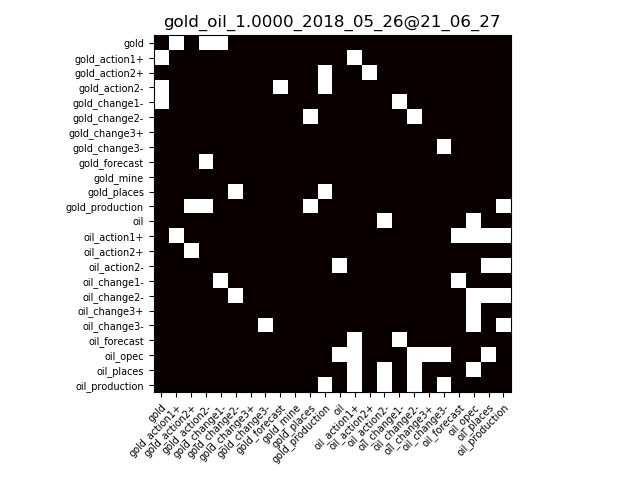 gold_oil_1.0000_2018_05_26@21_06_27
gold
gold_action1+
gold_action2+
gold_action2-
gold_change1-
gold_change2-
gold_change3+
gold_change3-
gold_forecast
gold_mine
gold_places
gold_production
oil
oil_action1+
oil_action2+
oil_action2-
oil_change1-
oil_change2-
oil_change3+
oil_change3-
oil_forecast
oil_opec
oil_places
oil_production
gold
gold_action1+
gold_action2+
gold_action2-
gold_change1-
gold_change2-
gold_change3+
gold_change3-
gold_forecast
gold_mine
gold_places
gold_production
oil
oil_action1+
oil_action2+
oil_action2-
oil_change1-
oil_change2-
oil_change3+
oil_change3-
oil_forecast
oil_opec
oil_places
oil_production